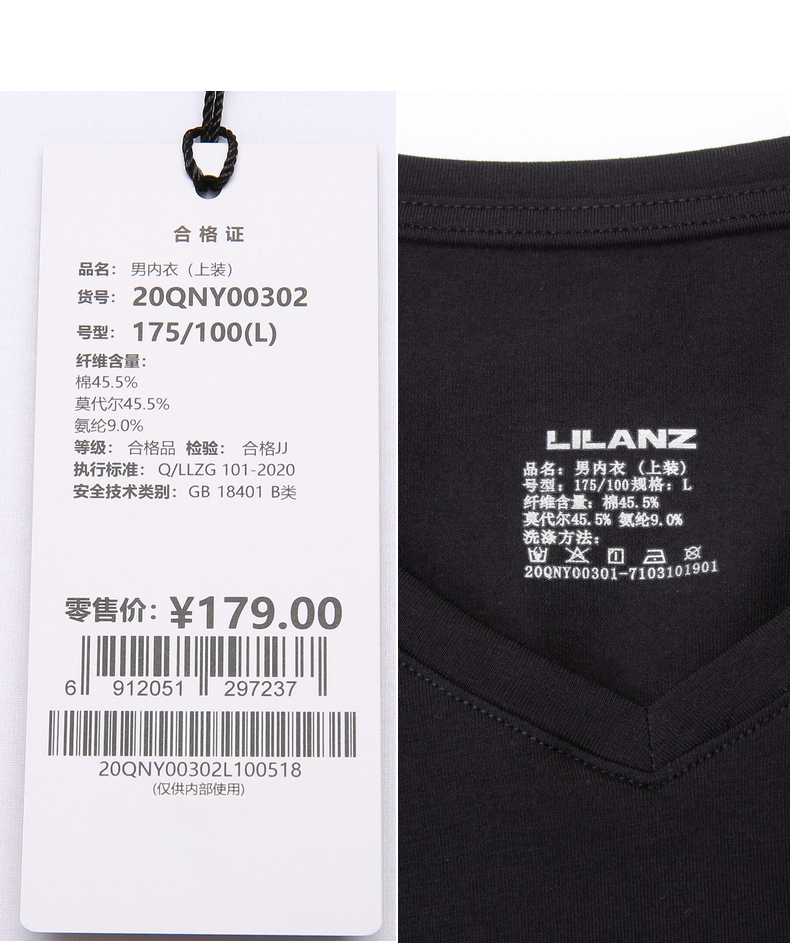 合格证
品名： 男内衣（上装）
货号： 20QNY00302
号型： 175/100(L)
纤维含量：
棉45.5%
莫代尔45.5%
氨纶9.0%
等级： 合格品 检验： 合格JJ
执行标准： Q/LLZG 101-2020
安全技术类别： GB 18401 B类
零售价： ¥179.00
6 912051 297237
20QNY00302L100518
(仅供内部使用)
LILANZ
品名：男内衣（上装）
号型：175/100规格：L
纤维含量：棉45.5%
莫代尔45.5% 氨纶9.0%
洗涤方法：
20QNY00301-7103101901